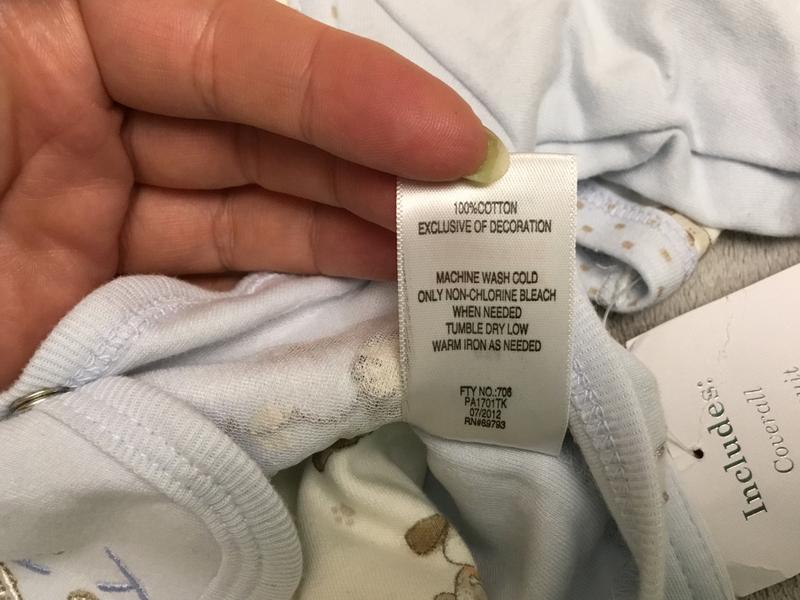 100%COTTON
EXCLUSIVE OF DECORATION
MACHINE WASH COLD
ONLY NON-CHLORINE BLEACH
WHEN NEEDED
TUMBLE DRY LOW
WARM IRON AS NEEDED
FTY NO.:706
PA1701TK
07/2012
RN#69793
Includes:
Coverall